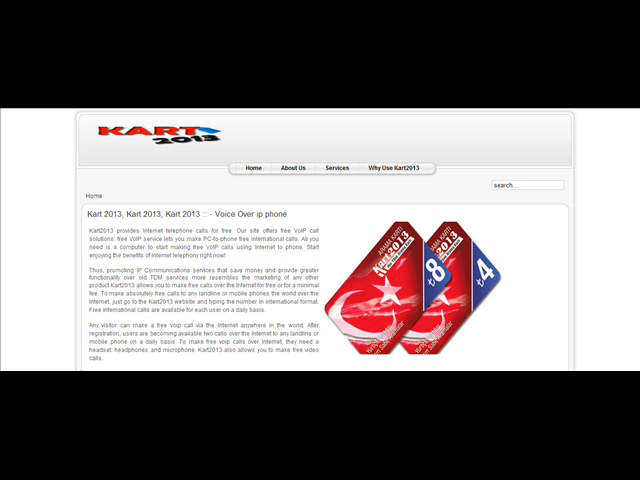 KART
2013
Home About Us Services Why Use Kart2013
search...
Home
Kart 2013, Kart 2013, Kart 2013 :: - Voice Over ip phone
Kart2013 provides Internet telephone calls for free. Our site offers free VoIP call
solutions. free VoIP service lets you make PC-to-phone free international calls. All you
need is a computer to start making free VoIP calls using Internet to phone. Start
enjoying the benefits of Internet telephony right now!
Thus, promoting IP Communications services that save money and provide greater
functionality over old TDM services more resembles the marketing of any other
product Kart2013 allows you to make free calls over the Internet for free or for a minimal
fee. To make absolutely free calls to any landline or mobile phones the world over the
Internet, just go to the Kart2013 website and typing the number in international format.
Free international calls are available for each user on a daily basis.
Any visitor can make a free voip call via the Internet anywhere in the world. After
registration, users are becoming available two calls over the Internet to any landline or
mobile phone on a daily basis. To make free voip calls over Internet, they need a
headset: headphones and microphone. Kart2013 also allows you to make free video
calls.
ARAMA KARTI
Kart 2013
₺8
AMA KARTI
2013
₺4